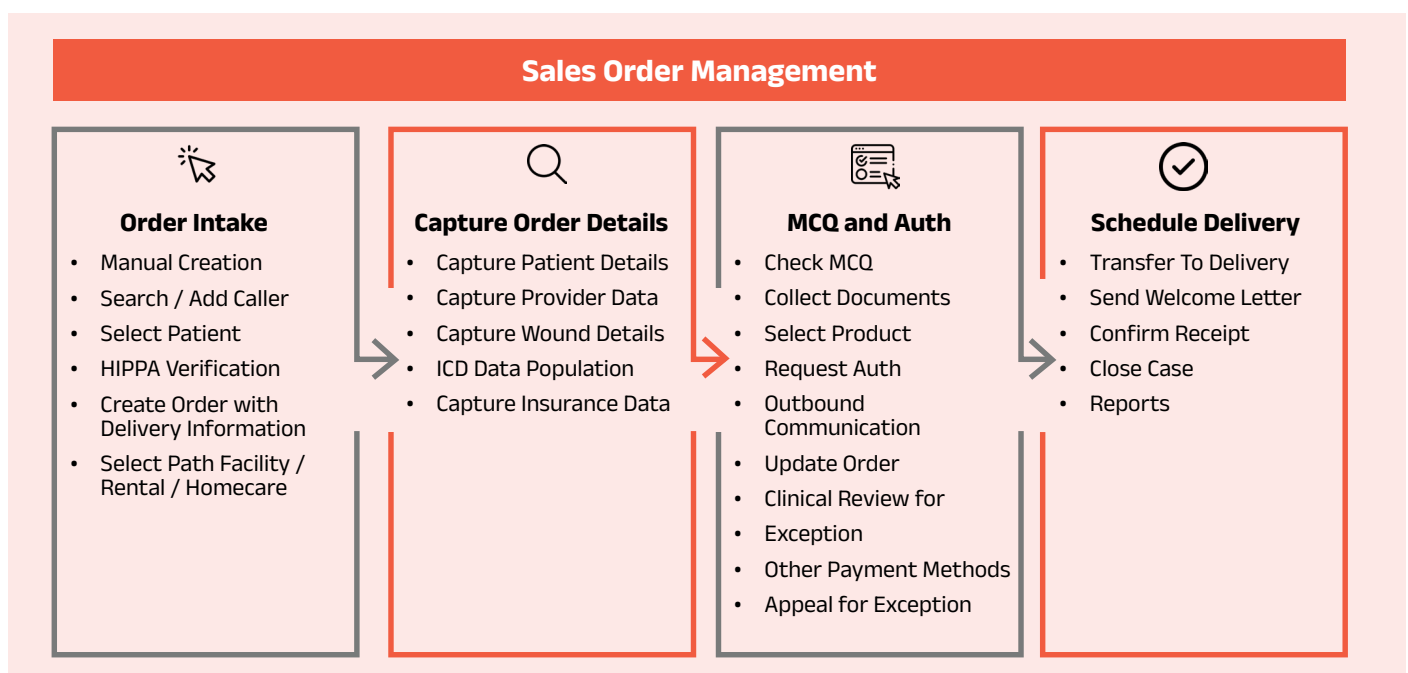 Sales Order Management
Order Intake
• Manual Creation
• Search / Add Caller
• Select Patient
• HIPPA Verification
• Create Order with
Delivery Information
• Select Path Facility /
Rental / Homecare
Capture Order Details
• Capture Patient Details
• Capture Provider Data
• Capture Wound Details
• ICD Data Population
• Capture Insurance Data
MCQ and Auth
• Check MCQ
• Collect Documents
• Select Product
• Request Auth
• Outbound
Communication
• Update Order
• Clinical Review for
• Exception
• Other Payment Methods
• Appeal for Exception
Schedule Delivery
• Transfer To Delivery
• Send Welcome Letter
• Confirm Receipt
• Close Case
• Reports